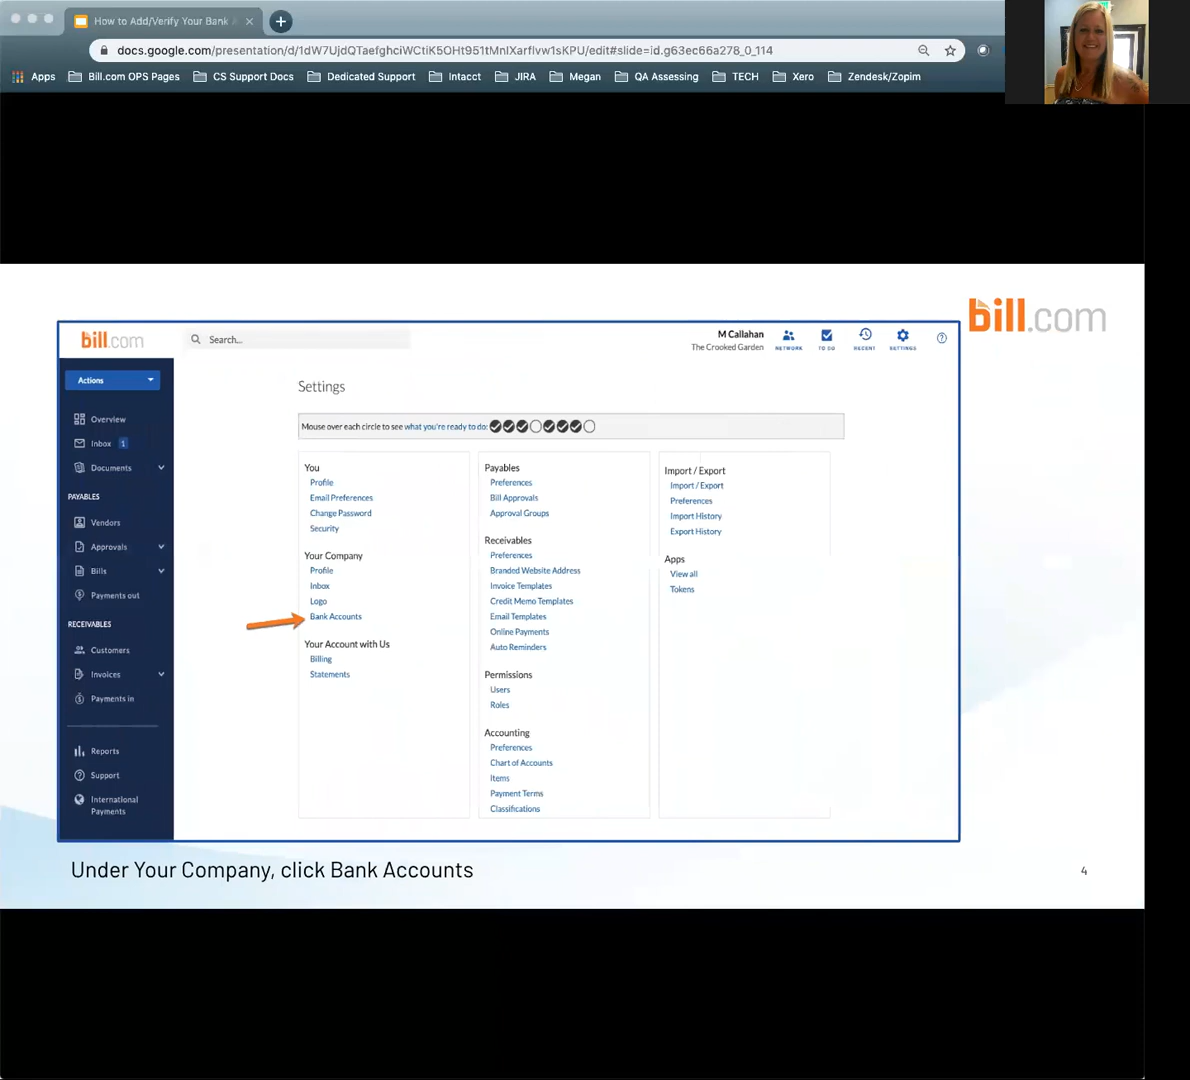 How to Add/Verify Your Bank
docs.google.com/presentation/d/1dW7UjdQTaefghciWCtiK5OHt951tMnIXarfIvw1sKPU/edit#slide=id.g63ec66a278_0_114
Apps Bill.com OPS Pages CS Support Docs Dedicated Support Intacct JIRA Megan QA Assessing TECH Xero Zendesk/Zopim
bill.com
bill.com
Search...
M Callahan
The Crooked Garden
NETWORK TO DO RECENT SETTINGS
Actions
Overview
Inbox 1
Documents
PAYABLES
Vendors
Approvals
Bills
Payments out
RECEIVABLES
Customers
Invoices
Payments in
Reports
Support
International
Payments
Settings
Mouse over each circle to see what you're ready to do:
You
Profile
Email Preferences
Change Password
Security
Your Company
Profile
Inbox
Logo
Bank Accounts
Your Account with Us
Billing
Statements
Payables
Preferences
Bill Approvals
Approval Groups
Receivables
Preferences
Branded Website Address
Invoice Templates
Credit Memo Templates
Email Templates
Online Payments
Auto Reminders
Permissions
Users
Roles
Accounting
Preferences
Chart of Accounts
Items
Payment Terms
Classifications
Import / Export
Import / Export
Preferences
Import History
Export History
Apps
View all
Tokens
Under Your Company, click Bank Accounts
4